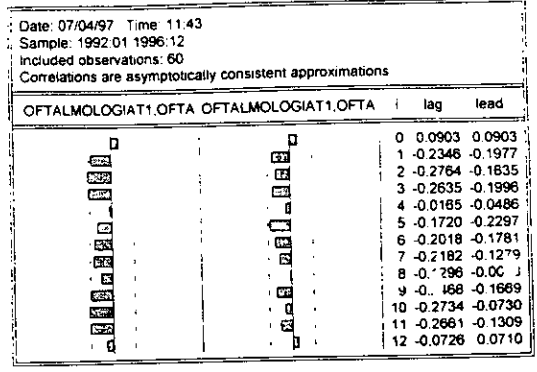 Date: 07/04/97 Time: 11:43
Sample: 1992:01 1996:12
Included observations: 60
Correlations are asymptotically consistent approximations
OFTALMOLOGIAT1,OFTA OFTALMOLOGIAT1,OFTA i lag lead
0 0.0903 0.0903
1 -0.2346 -0.1977
2 -0.2764 -0.1635
3 -0.2635 -0.1996
4 -0.0165 -0.0486
5 -0.1720 -0.2297
6 -0.2018 -0.1781
7 -0.2182 -0.1279
8
9 -0.1669
10 -0.2734 -0.0730
11 -0.2661 -0.1309
12 -0.0726 0.0710